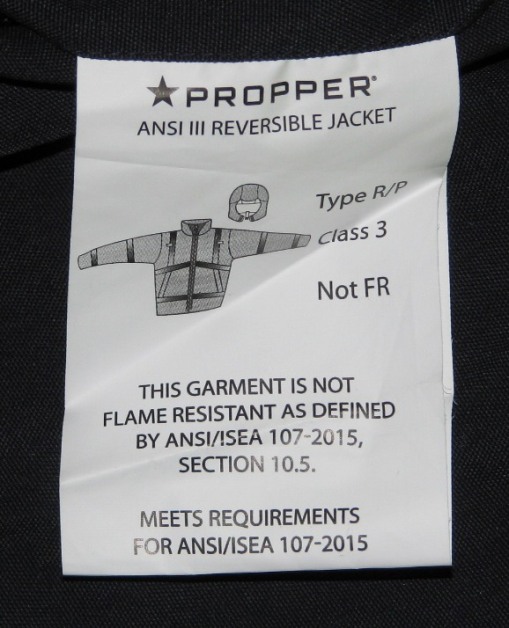 PROPPER®
ANSI III REVERSIBLE JACKET
Type R/P
Class 3
Not FR
THIS GARMENT IS NOT
FLAME RESISTANT AS DEFINED
BY ANSI/ISEA 107-2015,
SECTION 10.5.
MEETS REQUIREMENTS
FOR ANSI/ISEA 107-2015